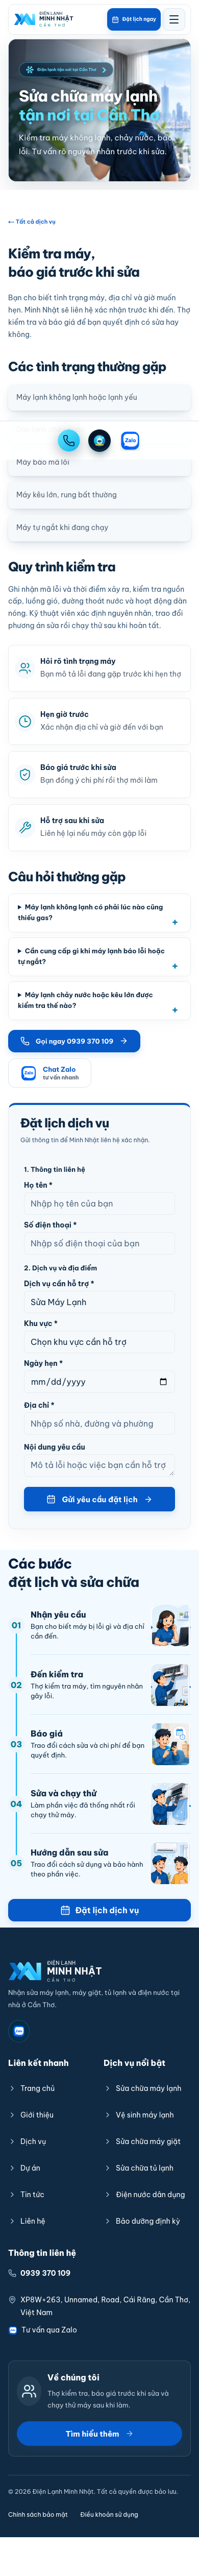 ĐIỆN LẠNH
MINH NHẬT
CẦN THƠ
Đặt lịch ngay
Điện lạnh tận nơi tại Cần Thơ
Sửa chữa máy lạnh
tận nơi tại Cần Thơ
Kiểm tra máy không lạnh, chảy nước, báo
lỗi. Tư vấn rõ nguyên nhân trước khi sửa.
← Tất cả dịch vụ
Kiểm tra máy,
báo giá trước khi sửa
Bạn cho biết tình trạng máy, địa chỉ và giờ muốn
hẹn. Minh Nhật sẽ liên hệ xác nhận trước khi đến. Thợ
kiểm tra và báo giá để bạn quyết định có sửa hay
không.
Các tình trạng thường gặp
Máy lạnh không lạnh hoặc lạnh yếu
Zalo
Máy báo mã lỗi
Máy kêu lớn, rung bất thường
Máy tự ngắt khi đang chạy
Quy trình kiểm tra
Ghi nhận mã lỗi và thời điểm xảy ra, kiểm tra nguồn
cấp, luồng gió, đường thoát nước và hoạt động dàn
nóng. Kỹ thuật viên xác định nguyên nhân, trao đổi
phương án sửa rồi chạy thử sau khi hoàn tất.
Hỏi rõ tình trạng máy
Bạn mô tả lỗi đang gặp trước khi hẹn thợ
Hẹn giờ trước
Xác nhận địa chỉ và giờ đến với bạn
Báo giá trước khi sửa
Bạn đồng ý chi phí rồi thợ mới làm
Hỗ trợ sau khi sửa
Liên hệ lại nếu máy còn gặp lỗi
Câu hỏi thường gặp
Máy lạnh không lạnh có phải lúc nào cũng
thiếu gas?
+
Cần cung cấp gì khi máy lạnh báo lỗi hoặc
tự ngắt?
+
Máy lạnh chảy nước hoặc kêu lớn được
kiểm tra thế nào?
+
Gọi ngay 0939 370 109 →
Zalo
Chat Zalo
tư vấn nhanh
Đặt lịch dịch vụ
Gửi thông tin để Minh Nhật liên hệ xác nhận.
1. Thông tin liên hệ
Họ tên *
Nhập họ tên của bạn
Số điện thoại *
Nhập số điện thoại của bạn
2. Dịch vụ và địa điểm
Dịch vụ cần hỗ trợ *
Sửa Máy Lạnh
Khu vực *
Chọn khu vực cần hỗ trợ
Ngày hẹn *
mm/dd/yyyy
Địa chỉ *
Nhập số nhà, đường và phường
Nội dung yêu cầu
Mô tả lỗi hoặc việc bạn cần hỗ trợ
Gửi yêu cầu đặt lịch →
Các bước
đặt lịch và sửa chữa
01
Nhận yêu cầu
Bạn cho biết máy bị lỗi gì và địa chỉ
cần đến.
02
Đến kiểm tra
Thợ kiểm tra máy, tìm nguyên nhân
gây lỗi.
03
Báo giá
Trao đổi cách sửa và chi phí để bạn
quyết định.
04
Sửa và chạy thử
Làm phần việc đã thống nhất rồi
chạy thử máy.
05
Hướng dẫn sau sửa
Trao đổi cách sử dụng và bảo hành
theo phần việc.
Đặt lịch dịch vụ
ĐIỆN LẠNH
MINH NHẬT
CẦN THƠ
Nhận sửa máy lạnh, máy giặt, tủ lạnh và điện nước tại
nhà ở Cần Thơ.
Zalo
Liên kết nhanh
Trang chủ
Giới thiệu
Dịch vụ
Dự án
Tin tức
Liên hệ
Dịch vụ nổi bật
Sửa chữa máy lạnh
Vệ sinh máy lạnh
Sửa chữa máy giặt
Sửa chữa tủ lạnh
Điện nước dân dụng
Bảo dưỡng định kỳ
Thông tin liên hệ
0939 370 109
XP8W+263, Unnamed, Road, Cái Răng, Cần Thơ,
Việt Nam
Tư vấn qua Zalo
Về chúng tôi
Thợ kiểm tra, báo giá trước khi sửa và
chạy thử máy sau khi làm.
Tìm hiểu thêm →
© 2026 Điện Lạnh Minh Nhật. Tất cả quyền được bảo lưu.
Chính sách bảo mật
Điều khoản sử dụng